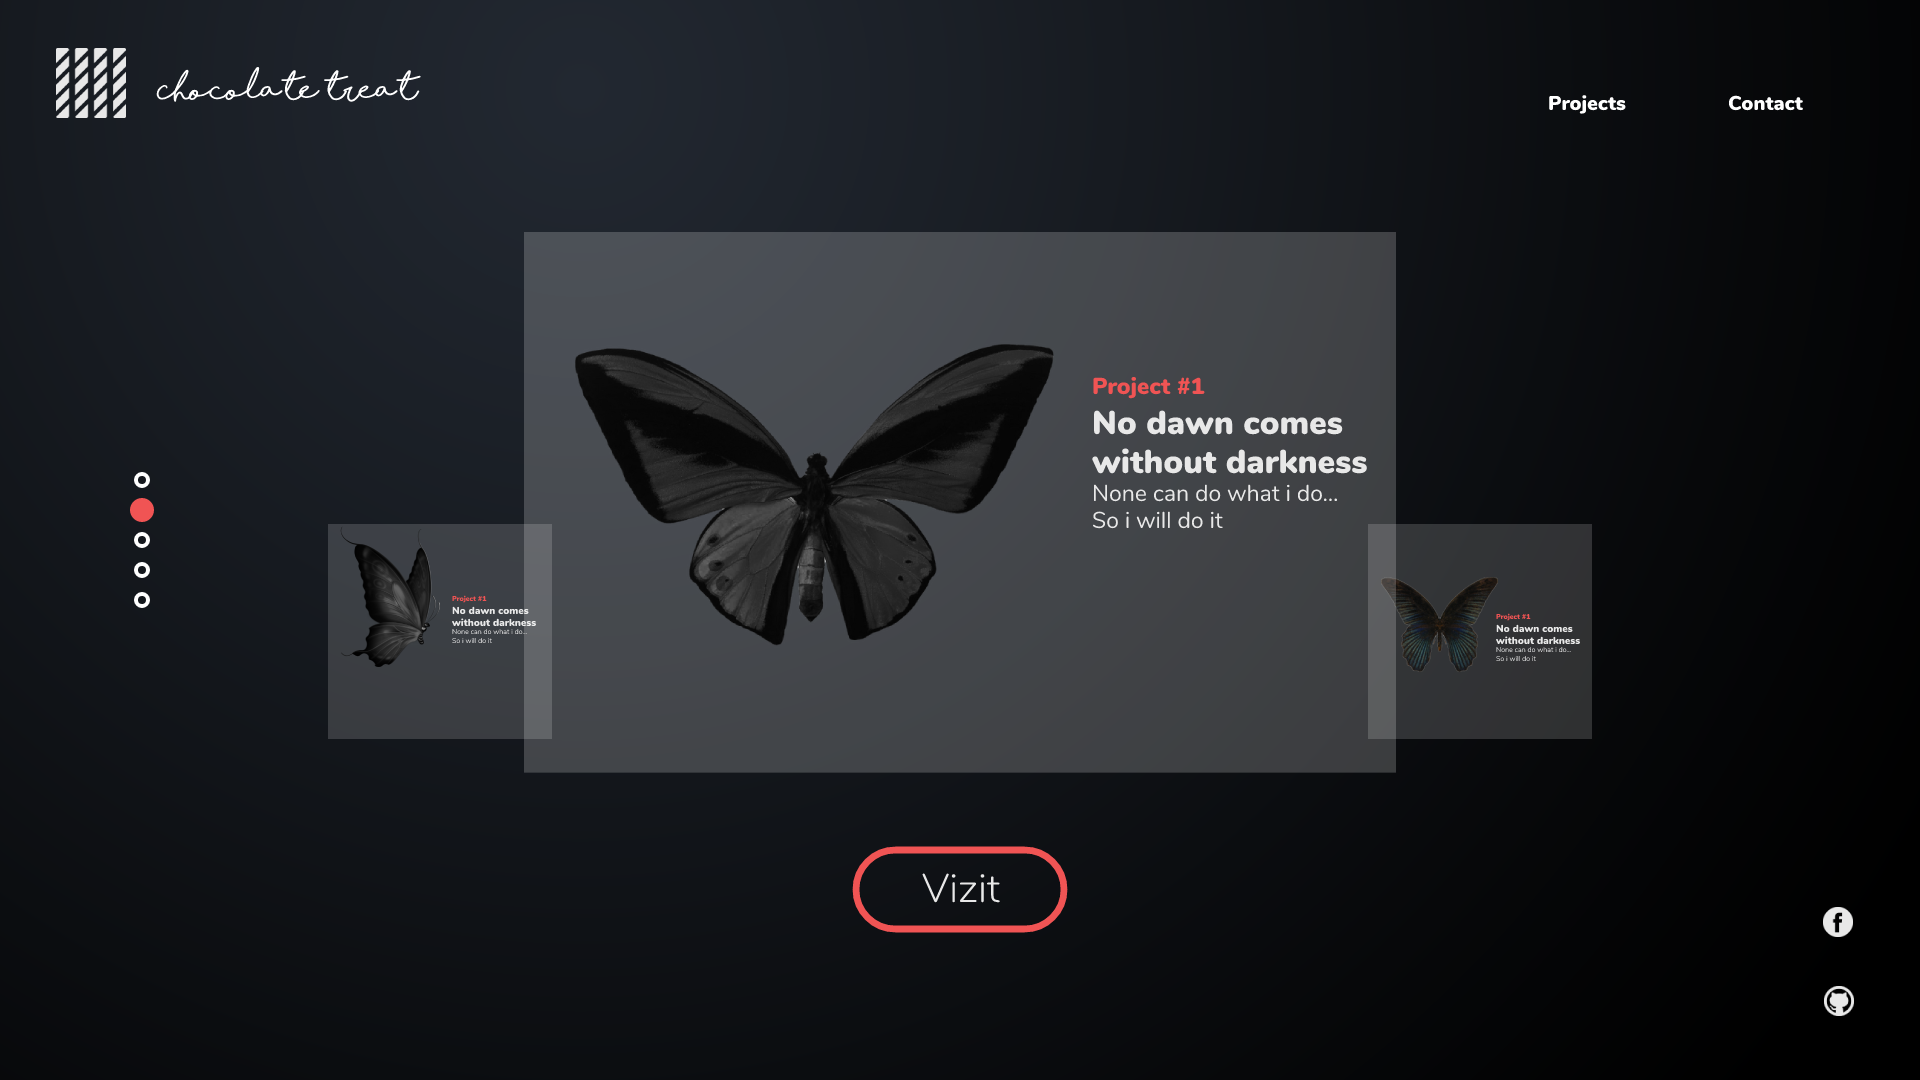 chocolate treat
Projects
Contact
Project #1
No dawn comes
without darkness
None can do what i do...
So i will do it
Project #1
No dawn comes
without darkness
None can do what i do...
So i will do it
Project #1
No dawn comes
without darkness
None can do what i do...
So i will do it
Vizit